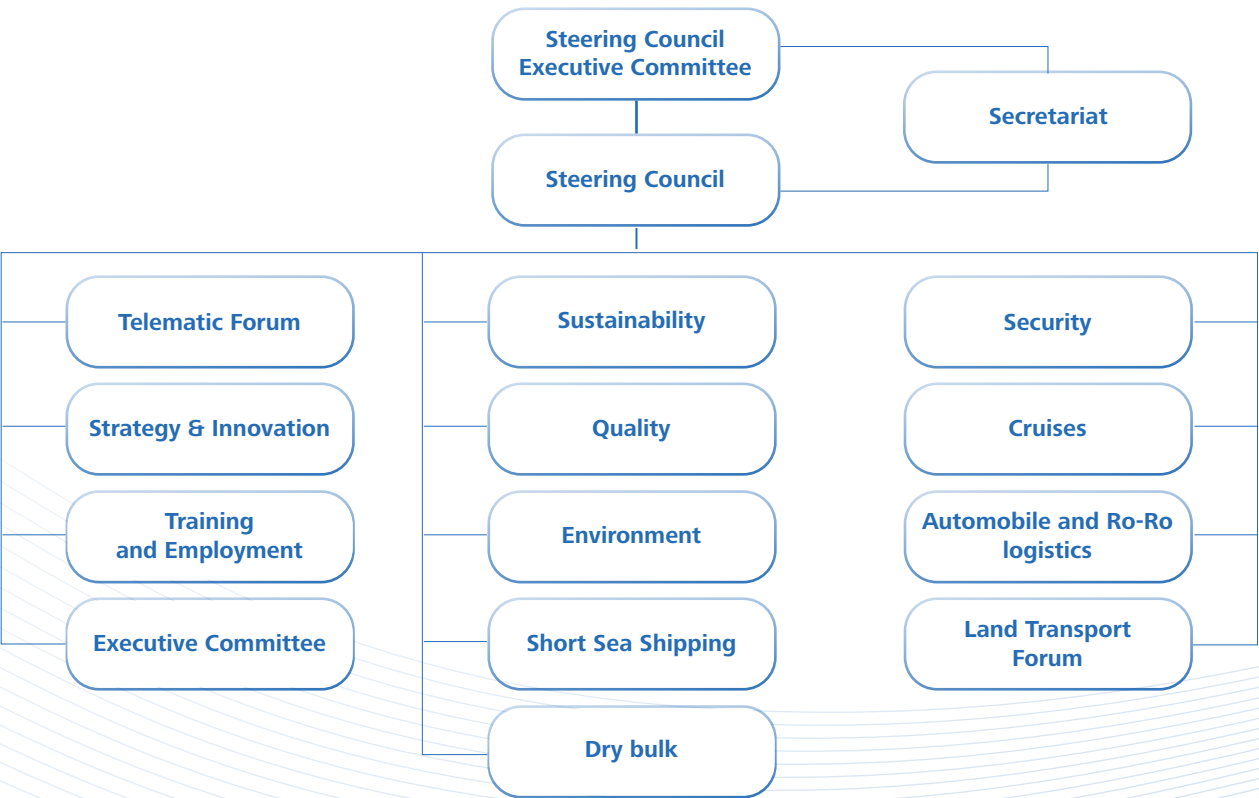 Steering Council
Executive Committee
Secretariat
Steering Council
Telematic Forum
Strategy & Innovation
Training
and Employment
Executive Committee
Sustainability
Quality
Environment
Short Sea Shipping
Dry bulk
Security
Cruises
Automobile and Ro-Ro
logistics
Land Transport
Forum